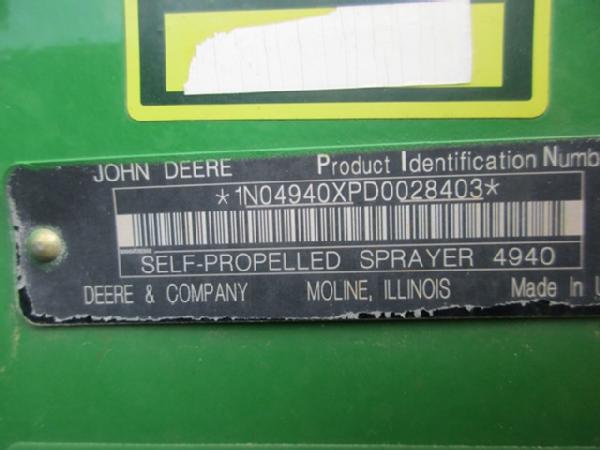 JOHN DEERE Product Identification Numb
*1N04940XPD0028403*
SELF-PROPELLED SPRAYER 4940
DEERE & COMPANY MOLINE, ILLINOIS Made In U